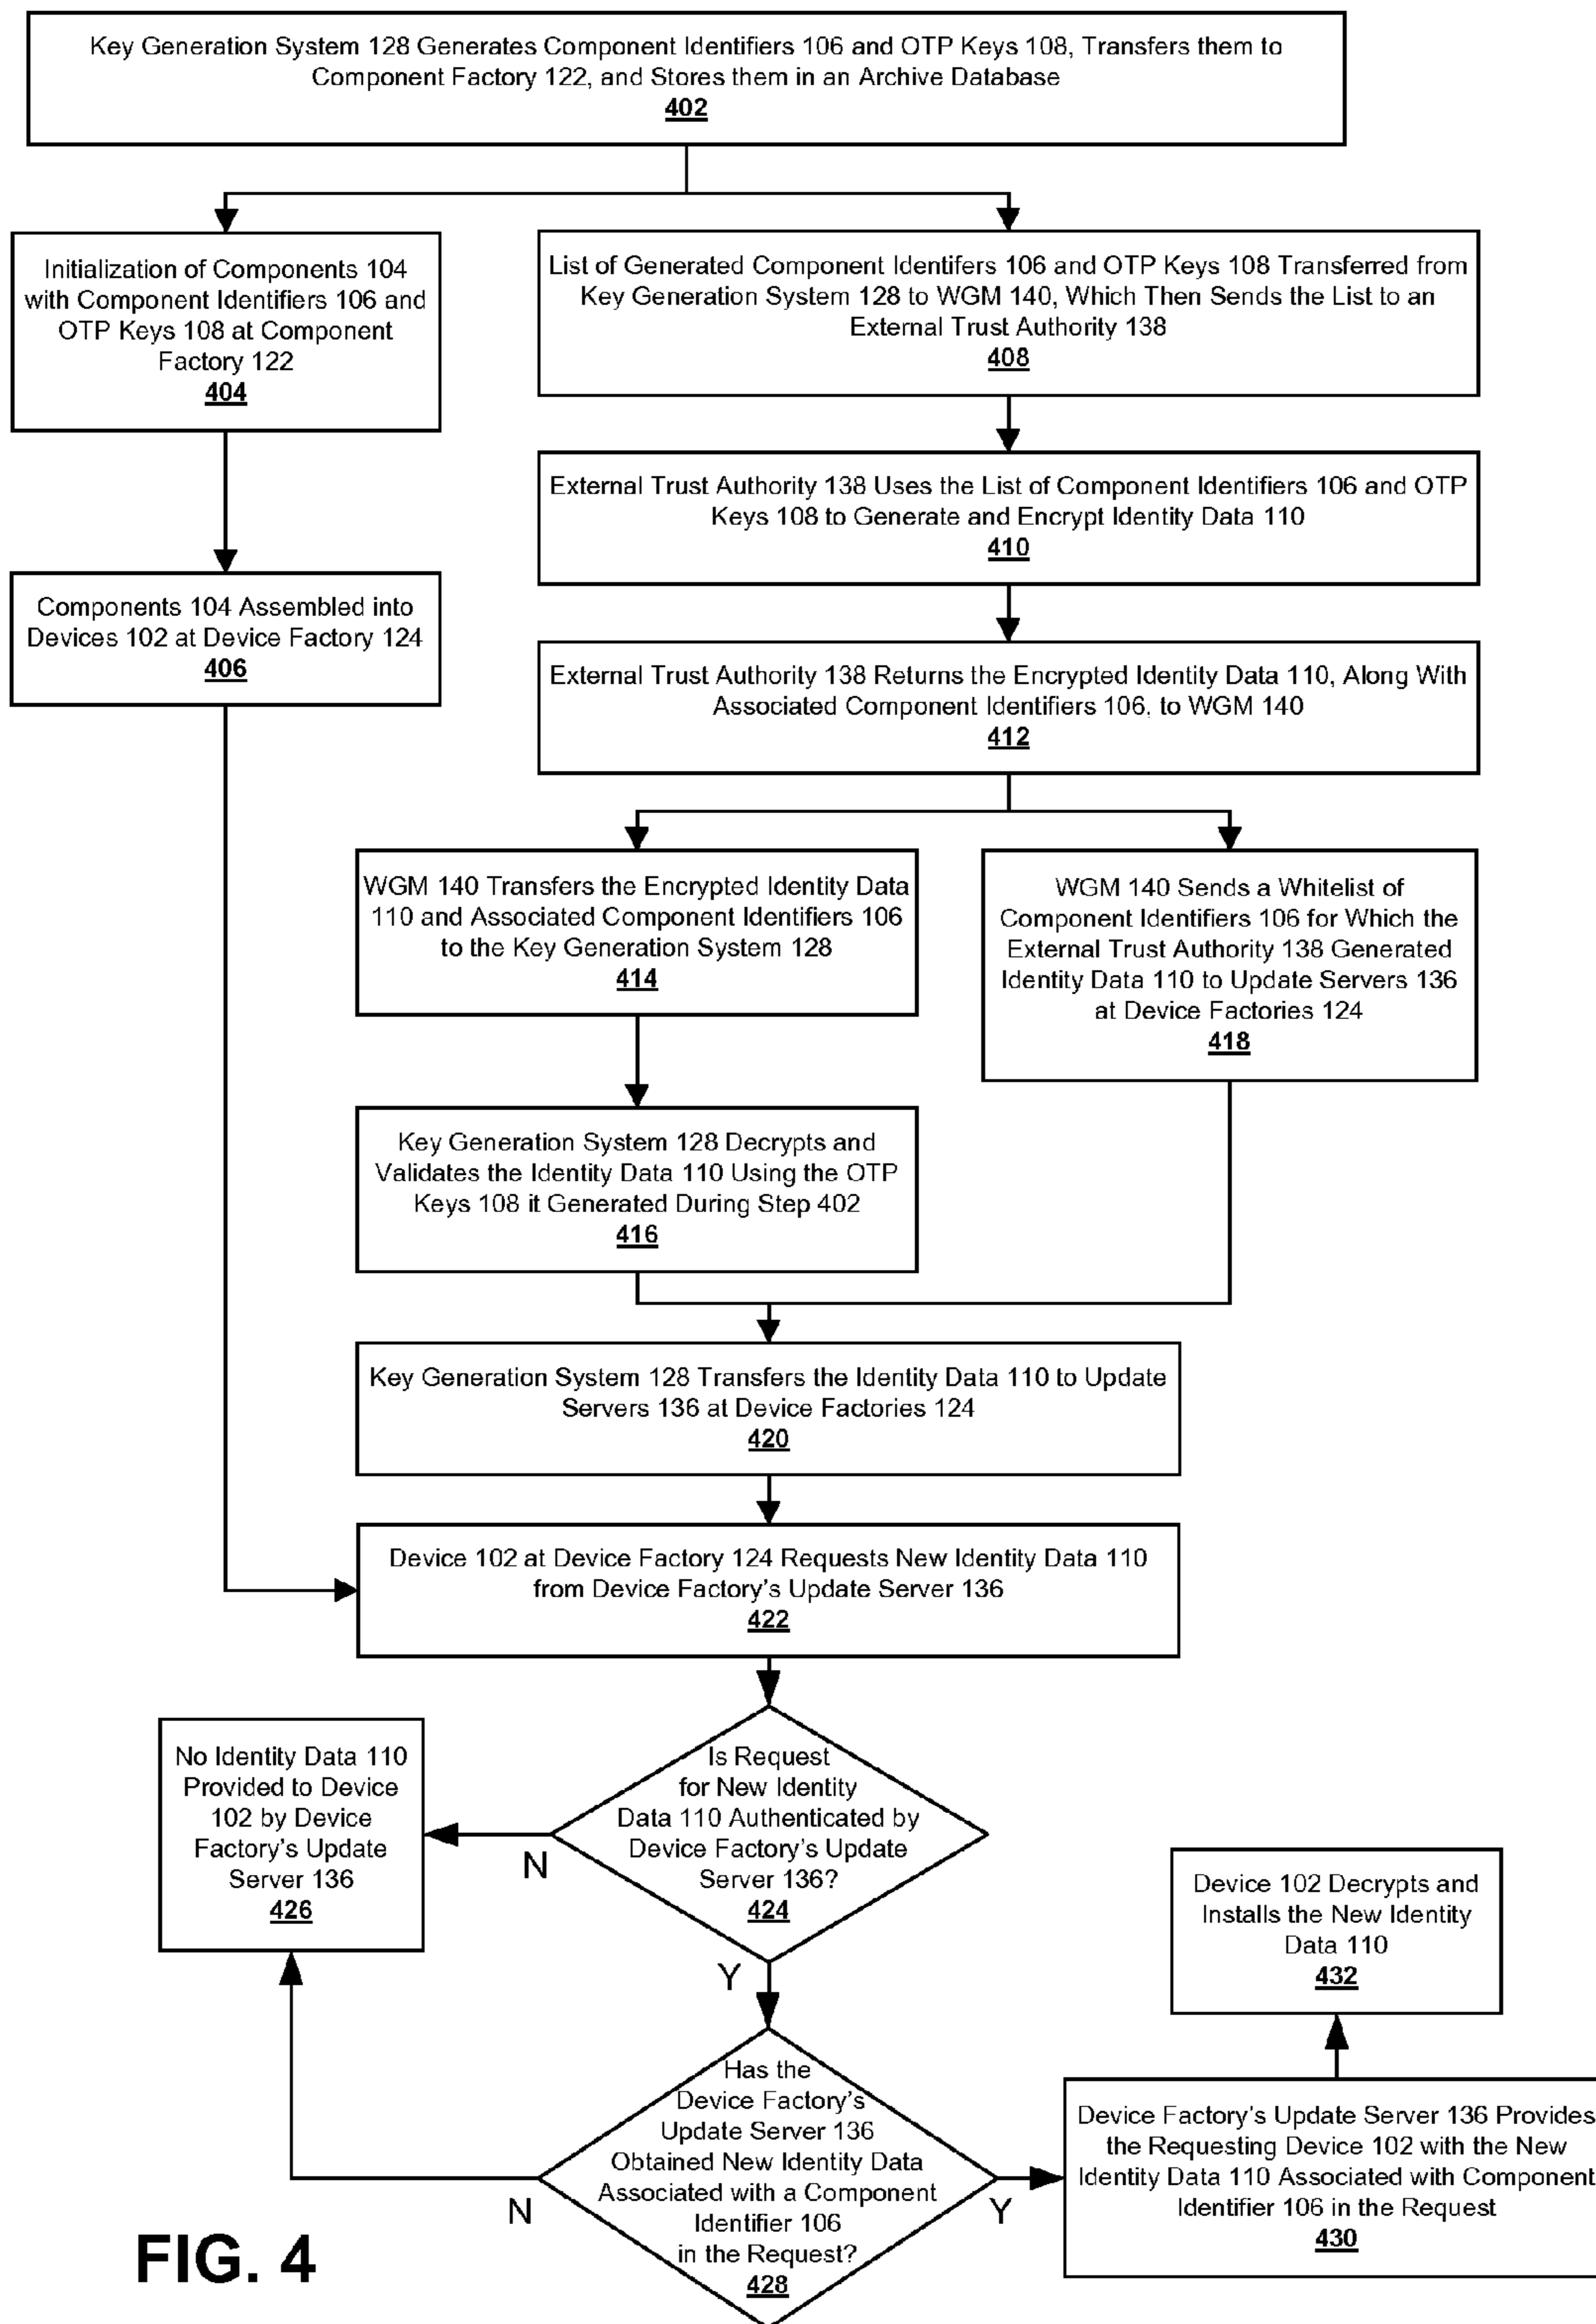 Key Generation System 128 Generates Component Identifiers 106 and OTP Keys 108, Transfers them to
Component Factory 122, and Stores them in an Archive Database
402
Initialization of Components 104
with Component Identifiers 106 and
OTP Keys 108 at Component
Factory 122
404
List of Generated Component Identifers 106 and OTP Keys 108 Transferred from
Key Generation System 128 to WGM 140, Which Then Sends the List to an
External Trust Authority 138
408
External Trust Authority 138 Uses the List of Component Identifiers 106 and OTP
Keys 108 to Generate and Encrypt Identity Data 110
410
Components 104 Assembled into
Devices 102 at Device Factory 124
406
External Trust Authority 138 Returns the Encrypted Identity Data 110, Along With
Associated Component Identifiers 106, to WGM 140
412
WGM 140 Transfers the Encrypted Identity Data
110 and Associated Component Identifiers 106
to the Key Generation System 128
414
WGM 140 Sends a Whitelist of
Component Identifiers 106 for Which the
External Trust Authority 138 Generated
Identity Data 110 to Update Servers 136
at Device Factories 124
418
Key Generation System 128 Decrypts and
Validates the Identity Data 110 Using the OTP
Keys 108 it Generated During Step 402
416
Key Generation System 128 Transfers the Identity Data 110 to Update
Servers 136 at Device Factories 124
420
Device 102 at Device Factory 124 Requests New Identity Data 110
from Device Factory's Update Server 136
422
Is Request
for New Identity
Data 110 Authenticated by
Device Factory's Update
Server 136?
424
N
No Identity Data 110
Provided to Device
102 by Device
Factory's Update
Server 136
426
Y
Has the
Device Factory's
Update Server 136
Obtained New Identity Data
Associated with a Component
Identifier 106
in the Request?
428
N
Y
Device Factory's Update Server 136 Provides
the Requesting Device 102 with the New
Identity Data 110 Associated with Component
Identifier 106 in the Request
430
Device 102 Decrypts and
Installs the New Identity
Data 110
432
FIG. 4